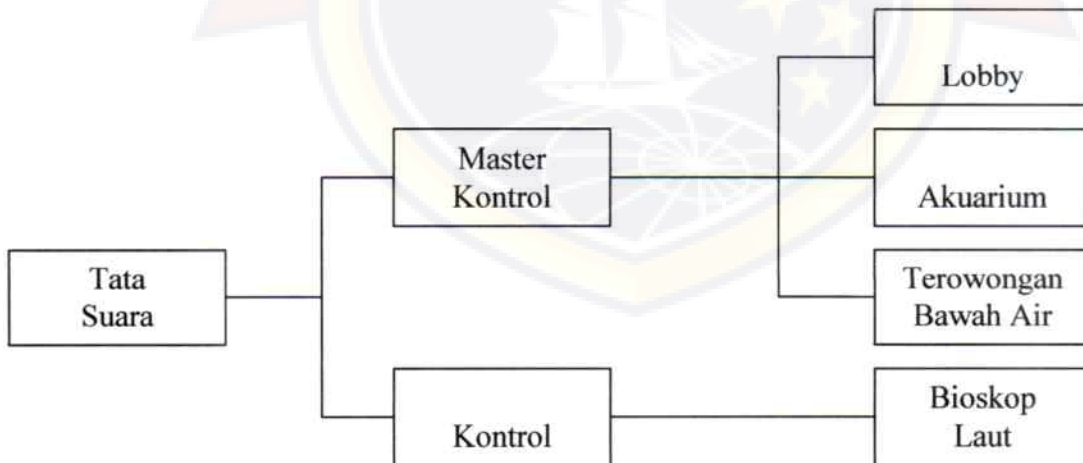 Lobby
Master
Kontrol
Akuarium
Tata
Suara
Terowongan
Bawah Air
Kontrol
Bioskop
Laut